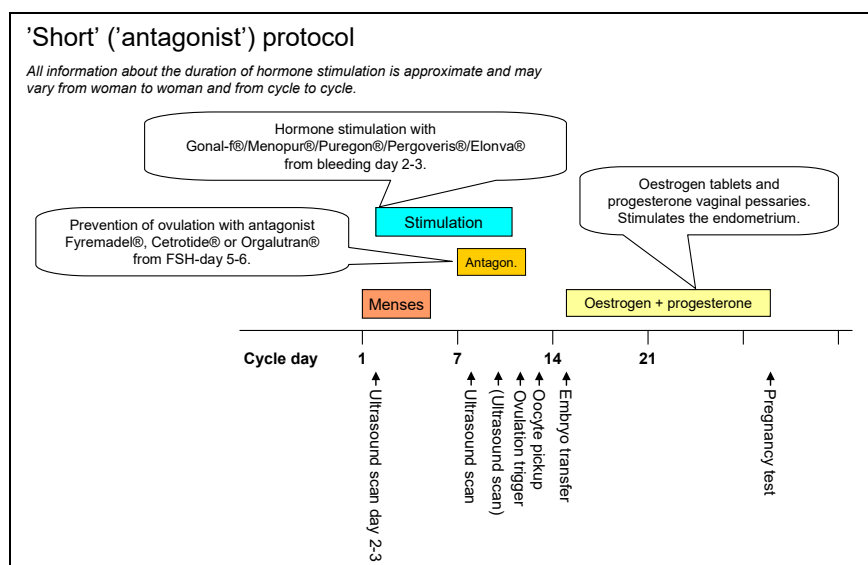 ’Short’ (’antagonist’) protocol
All information about the duration of hormone stimulation is approximate and may
vary from woman to woman and from cycle to cycle.
Hormone stimulation with
Gonal-f®/Menopur®/Puregon®/Pergoveris®/Elonva®
from bleeding day 2-3.
Oestrogen tablets and
progesterone vaginal pessaries.
Stimulates the endometrium.
Stimulation
Prevention of ovulation with antagonist
Fyremadel®, Cetrotide® or Orgalutran®
from FSH-day 5-6.
Antagon.
Menses
Oestrogen + progesterone
Cycle day 1 7 14 21
Ultrasound scan day 2-3
Ultrasound scan
(Ultrasound scan)
Ovulation trigger
Oocyte pickup
Embryo transfer
Pregnancy test